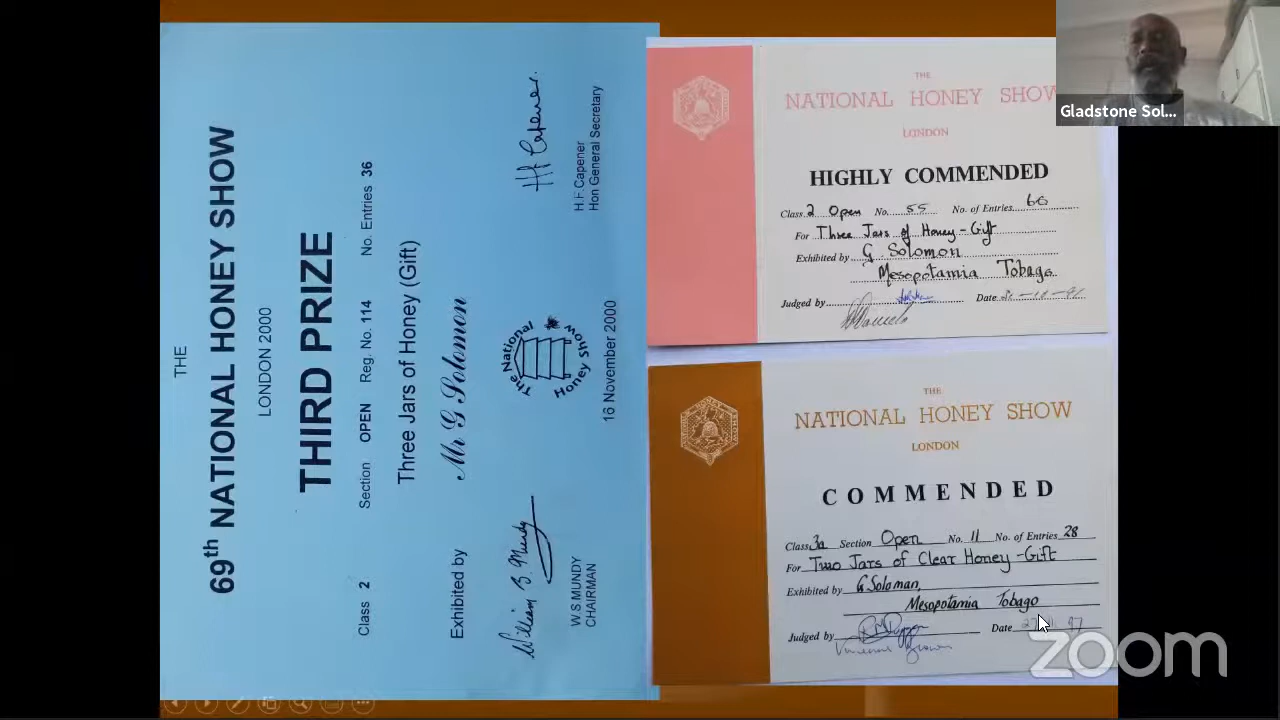 THE
69th NATIONAL HONEY SHOW
LONDON 2000
THIRD PRIZE
Class 2 Section OPEN Reg. No. 114 No. Entries 36
Three Jars of Honey (Gift)
Exhibited by Mr G Solomon
The National
Honey Show
William S. Mundy
H F Capener.
W.S MUNDY
CHAIRMAN
16 November 2000
H.F.Capener
Hon General Secretary
THE
NATIONAL HONEY SHOW
LONDON
HIGHLY COMMENDED
Class 2 Open No. 55 No. of Entries 66
For Three Jars of Honey - Gift
Exhibited by G Solomon
Mesopotamia Tobago
Judged by Date
THE
NATIONAL HONEY SHOW
LONDON
COMMENDED
Class 3a Section Open No. 11 No. of Entries 28
For Two Jars of Clear Honey - Gift
Exhibited by G Soloman,
Mesopotamia Tobago
Judged by Date
Gladstone Sol...
zoom